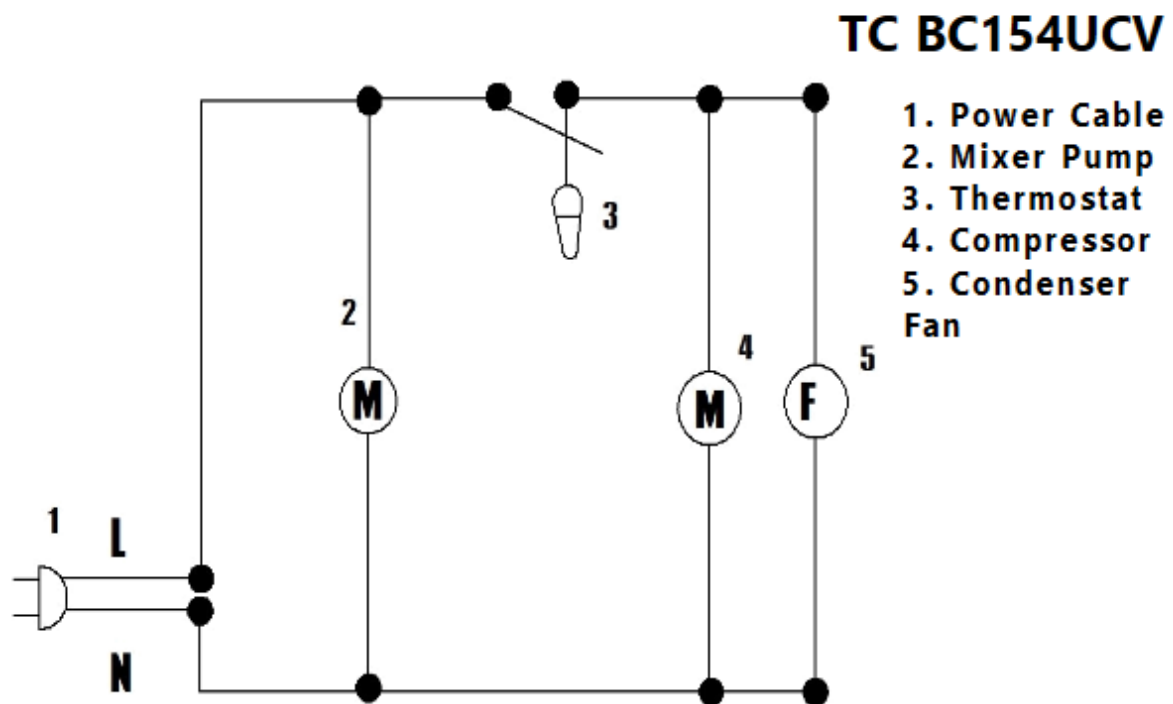 TC BC154UCV
1. Power Cable
2. Mixer Pump
3. Thermostat
4. Compressor
5. Condenser
Fan
3
2
4
5
M
M
F
1
L
N